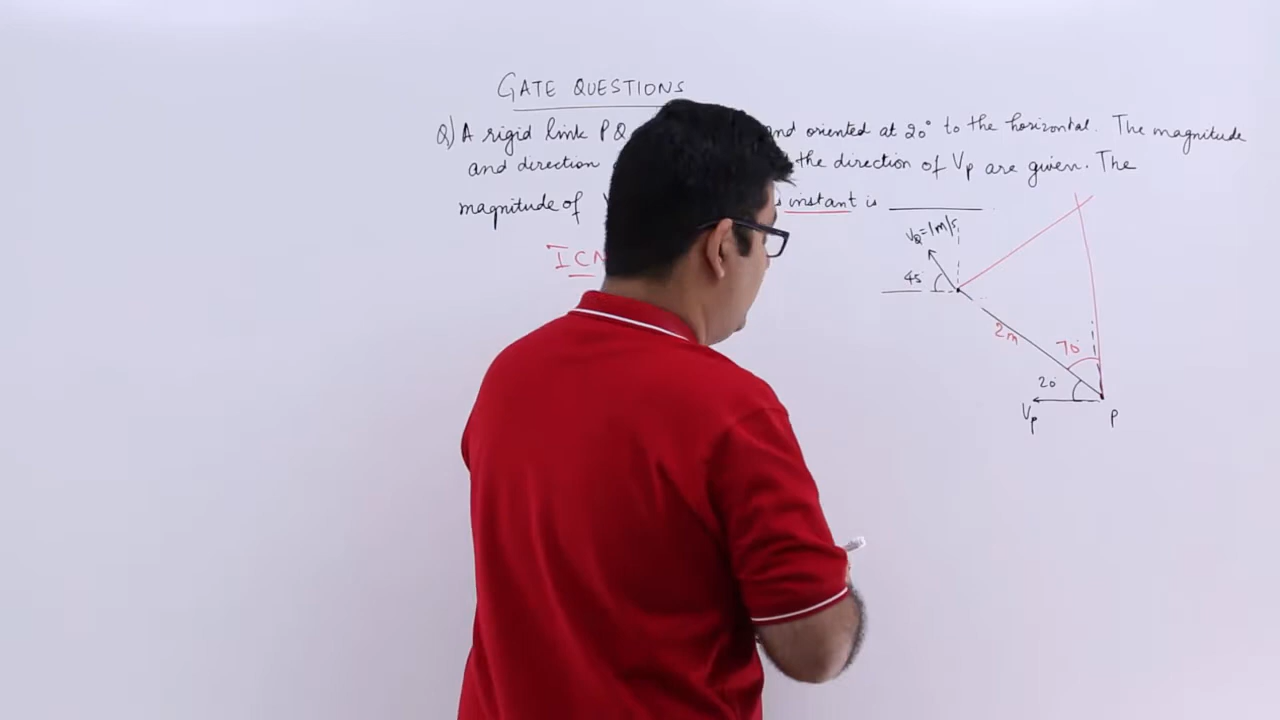 GATE QUESTIONS
Q) A rigid link PQ and oriented at 20° to the horizontal. The magnitude
and direction the direction of Vp are given. The
magnitude of instant is
VQ=1m/s
ICN
45
2m
70°
20°
Vp P